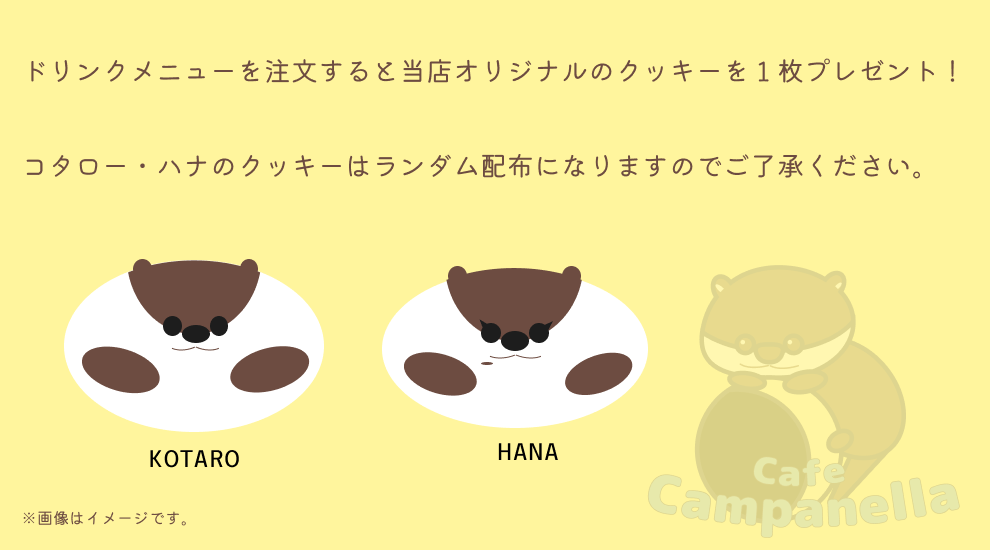 ドリンクメニューを注文すると当店オリジナルのクッキーを１枚プレゼント！
コタロー・ハナのクッキーはランダム配布になりますのでご了承ください。
KOTARO
HANA
Cafe
Campanella
※画像はイメージです。